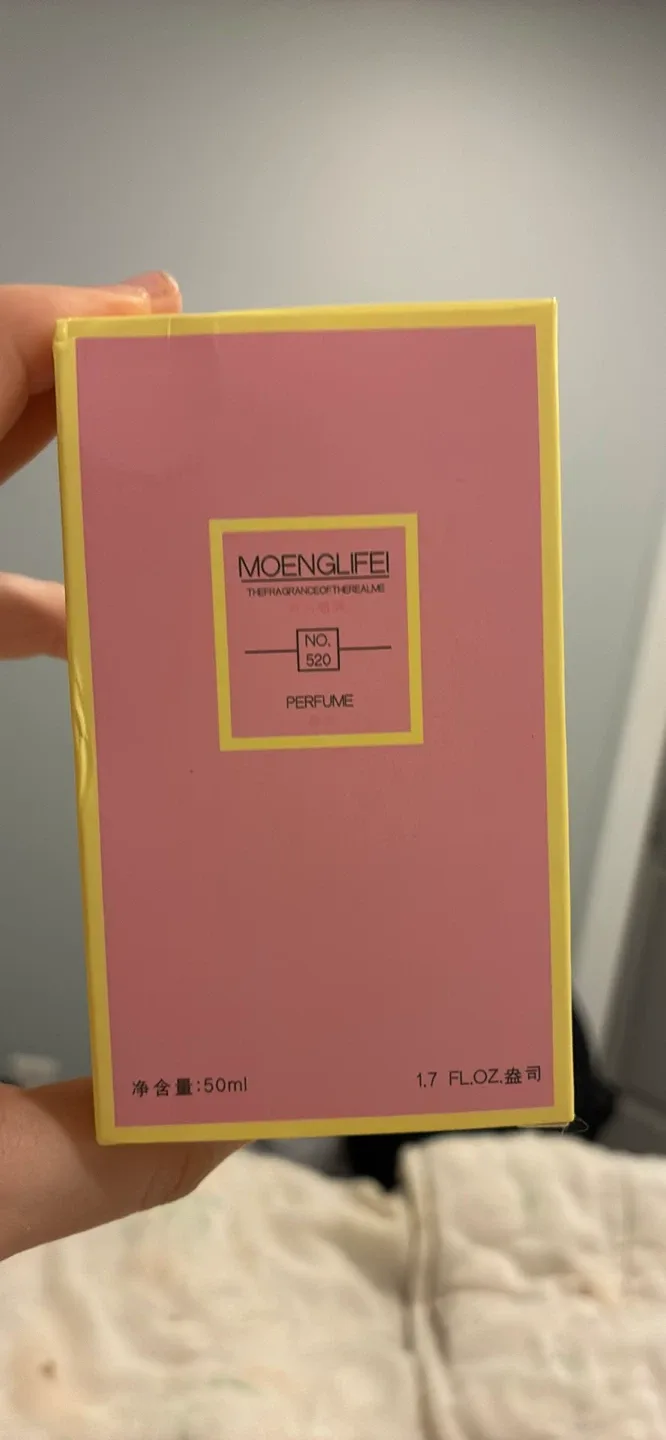 MOENGLIFEI
THEFRAGRANCEOFTHEREALME
NO.
520
PERFUME
净含量:50ml
1.7 FL.OZ.盎司